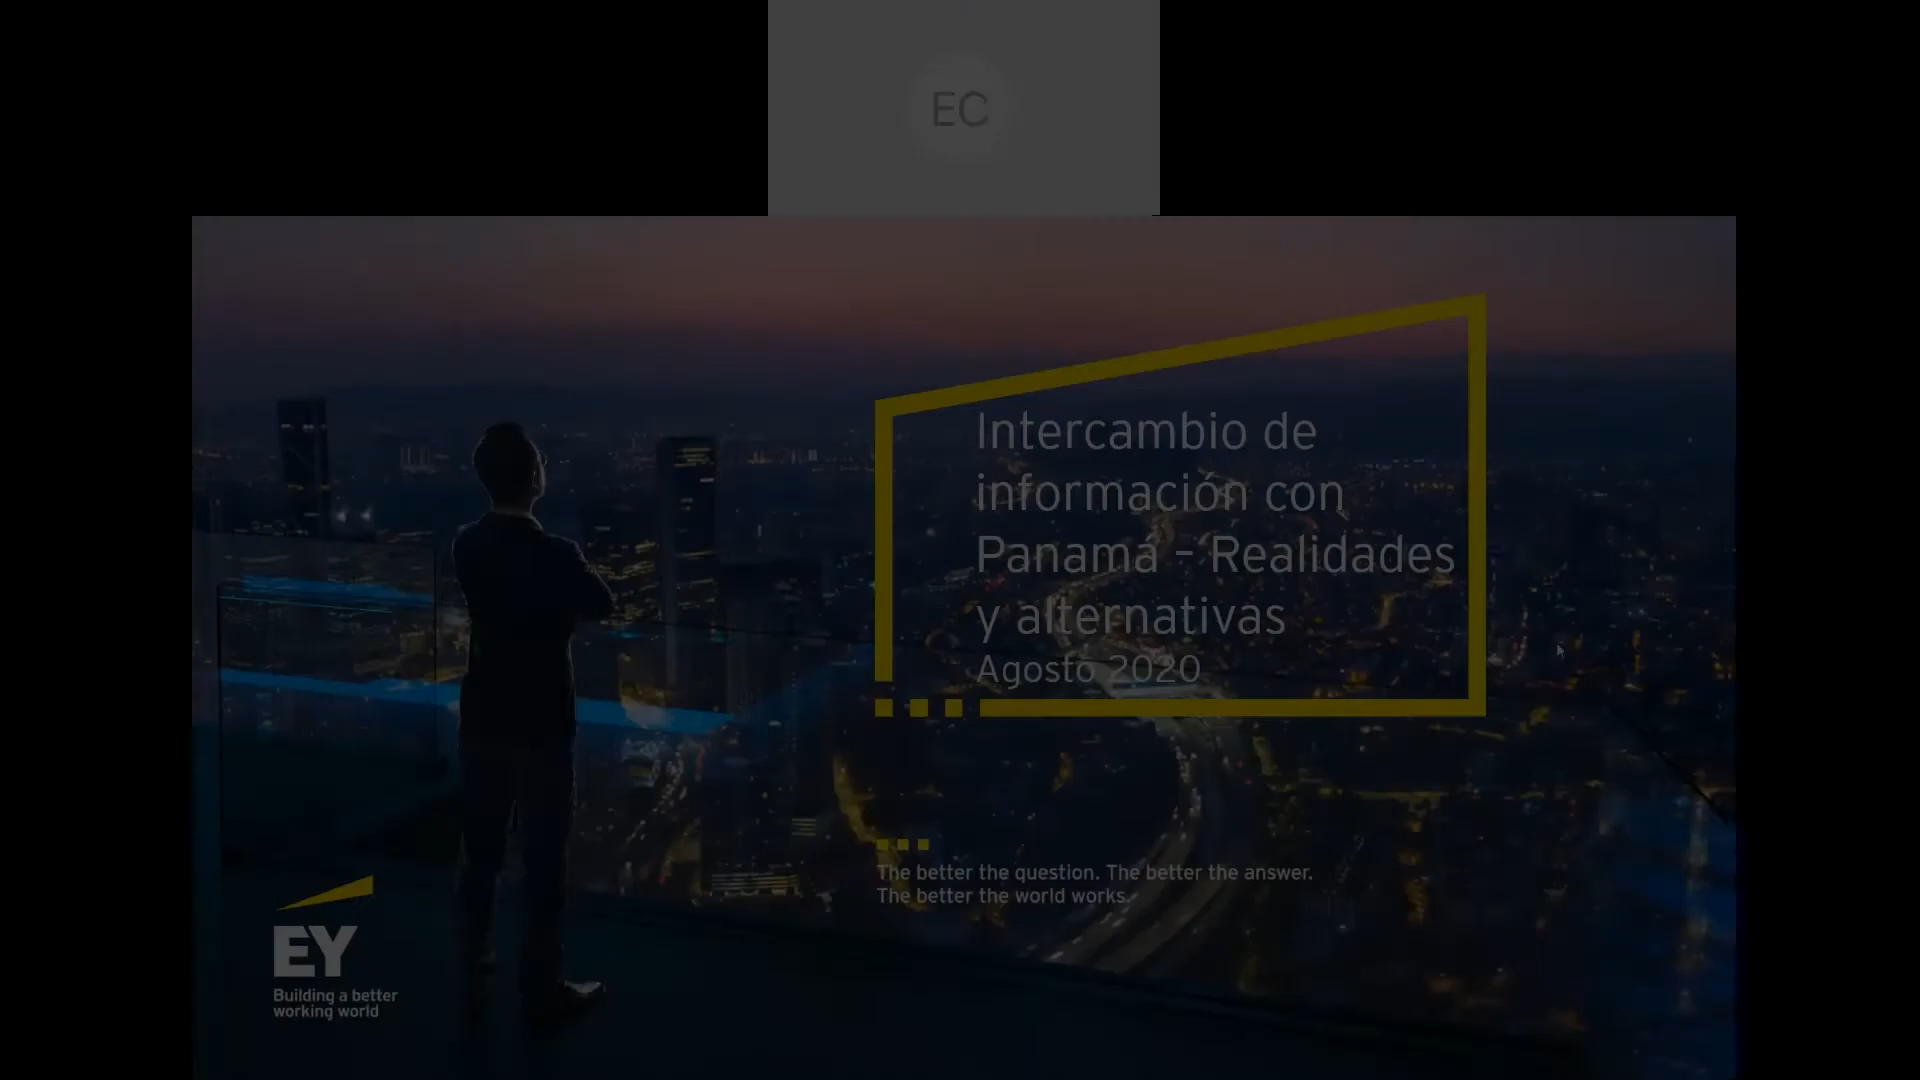 EC
Intercambio de
información con
Panamá – Realidades
y alternativas
Agosto 2020
The better the question. The better the answer.
The better the world works.
EY
Building a better
working world